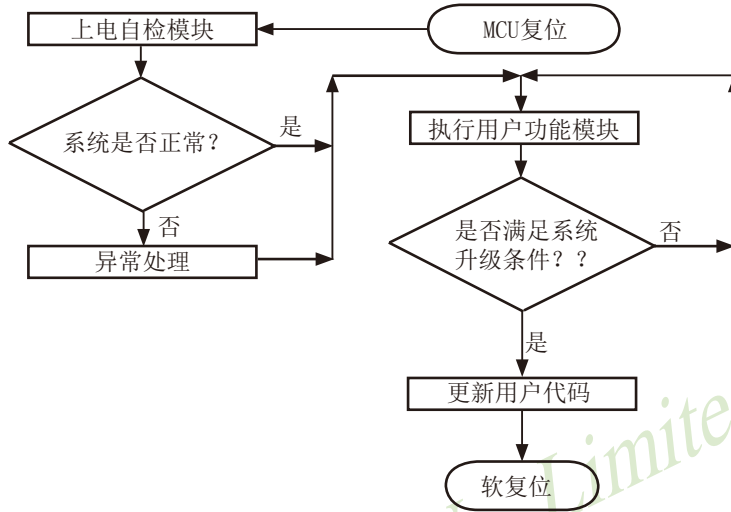 上电自检模块
MCU复位
系统是否正常？
是
否
异常处理
执行用户功能模块
是否满足系统
升级条件？？
否
是
更新用户代码
软复位
Limite